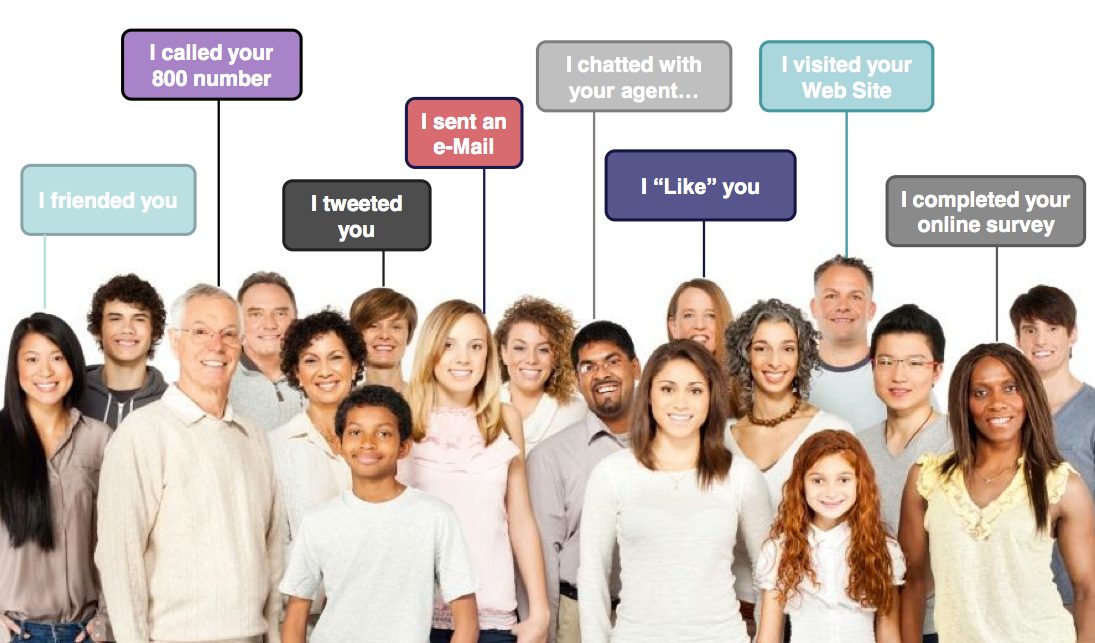 I called your
800 number
I chatted with
your agent…
I visited your
Web Site
I sent an
e-Mail
I friended you
I tweeted
you
I “Like” you
I completed your
online survey